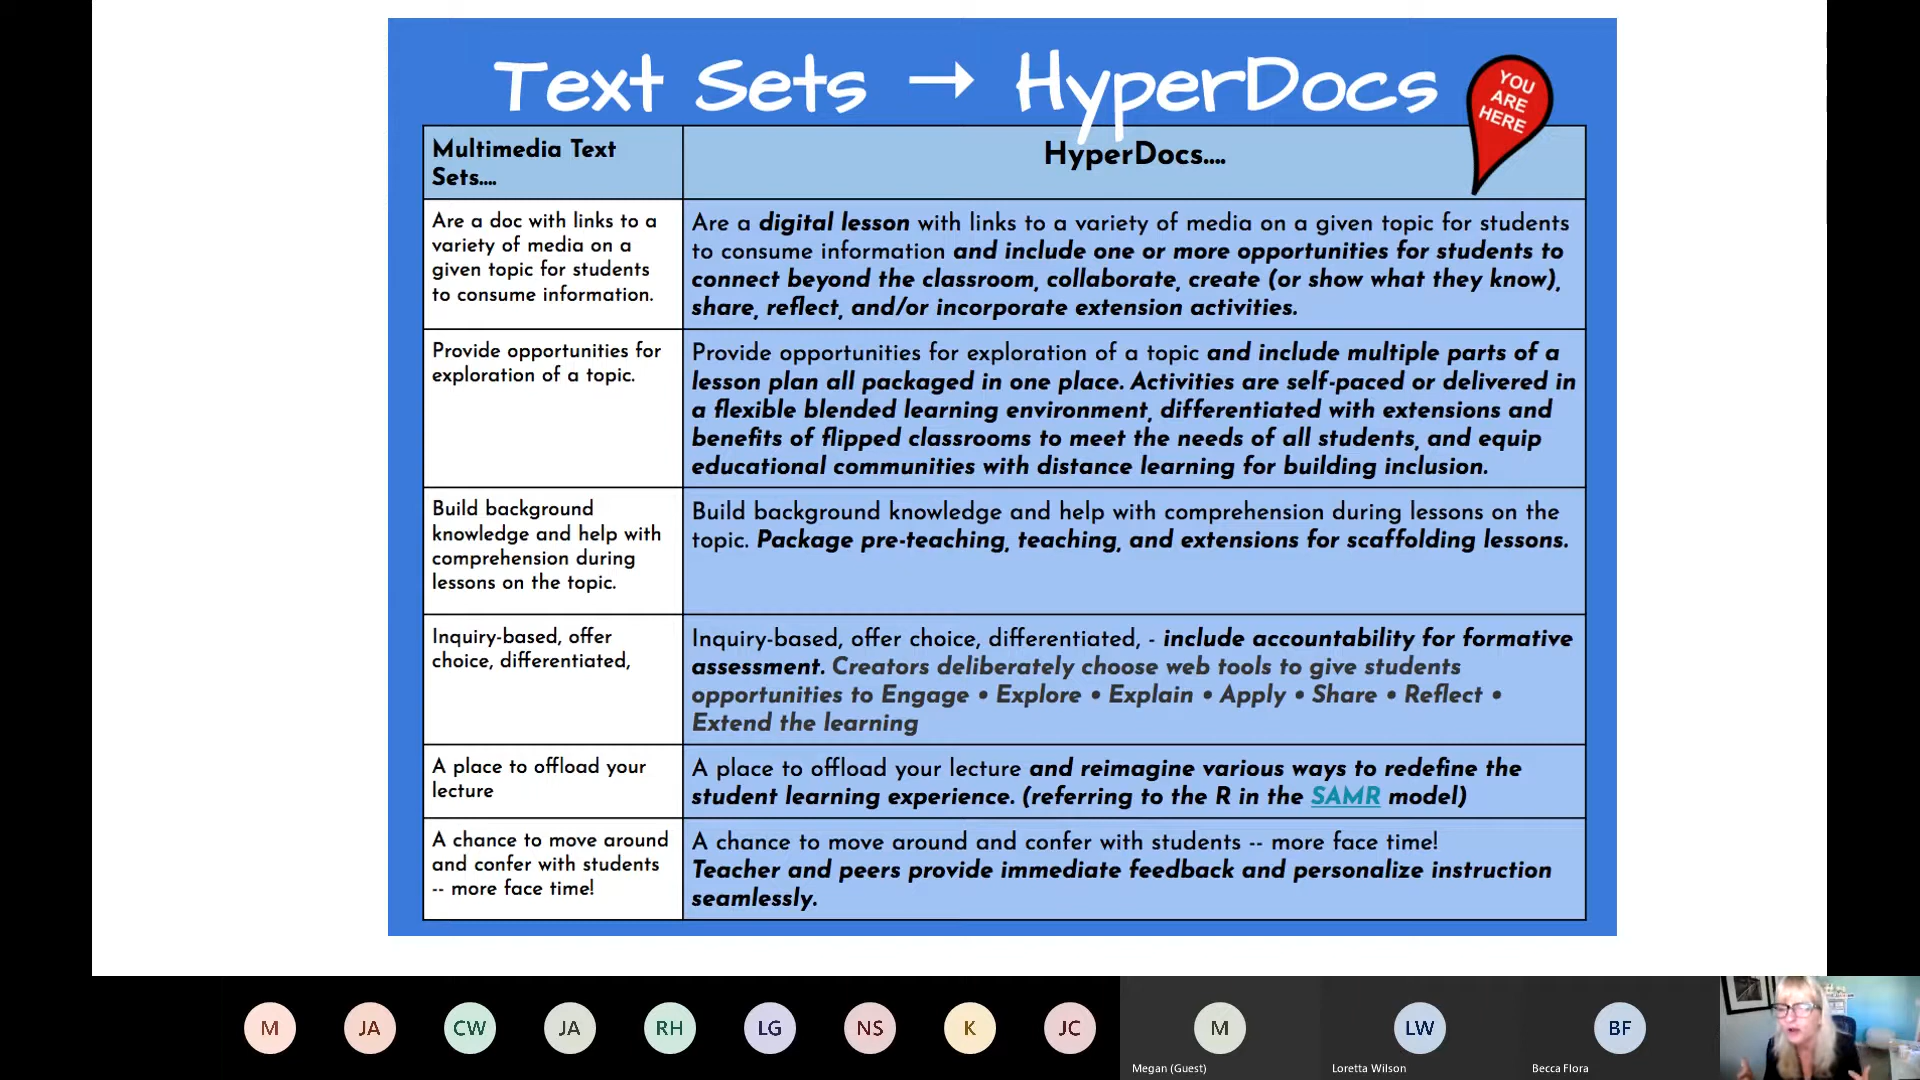 Text Sets → HyperDocs
YOU
ARE
HERE
Multimedia Text
Sets....
HyperDocs....
Are a doc with links to a
variety of media on a
given topic for students
to consume information.
Are a digital lesson with links to a variety of media on a given topic for students
to consume information and include one or more opportunities for students to
connect beyond the classroom, collaborate, create (or show what they know),
share, reflect, and/or incorporate extension activities.
Provide opportunities for
exploration of a topic.
Provide opportunities for exploration of a topic and include multiple parts of a
lesson plan all packaged in one place. Activities are self-paced or delivered in
a flexible blended learning environment, differentiated with extensions and
benefits of flipped classrooms to meet the needs of all students, and equip
educational communities with distance learning for building inclusion.
Build background
knowledge and help with
comprehension during
lessons on the topic.
Build background knowledge and help with comprehension during lessons on the
topic. Package pre-teaching, teaching, and extensions for scaffolding lessons.
Inquiry-based, offer
choice, differentiated,
Inquiry-based, offer choice, differentiated, - include accountability for formative
assessment. Creators deliberately choose web tools to give students
opportunities to Engage • Explore • Explain • Apply • Share • Reflect •
Extend the learning
A place to offload your
lecture
A place to offload your lecture and reimagine various ways to redefine the
student learning experience. (referring to the R in the SAMR model)
A chance to move around
and confer with students
-- more face time!
A chance to move around and confer with students -- more face time!
Teacher and peers provide immediate feedback and personalize instruction
seamlessly.
M
JA
CW
JA
RH
LG
NS
K
JC
M
LW
BF
Megan (Guest)
Loretta Wilson
Becca Flora